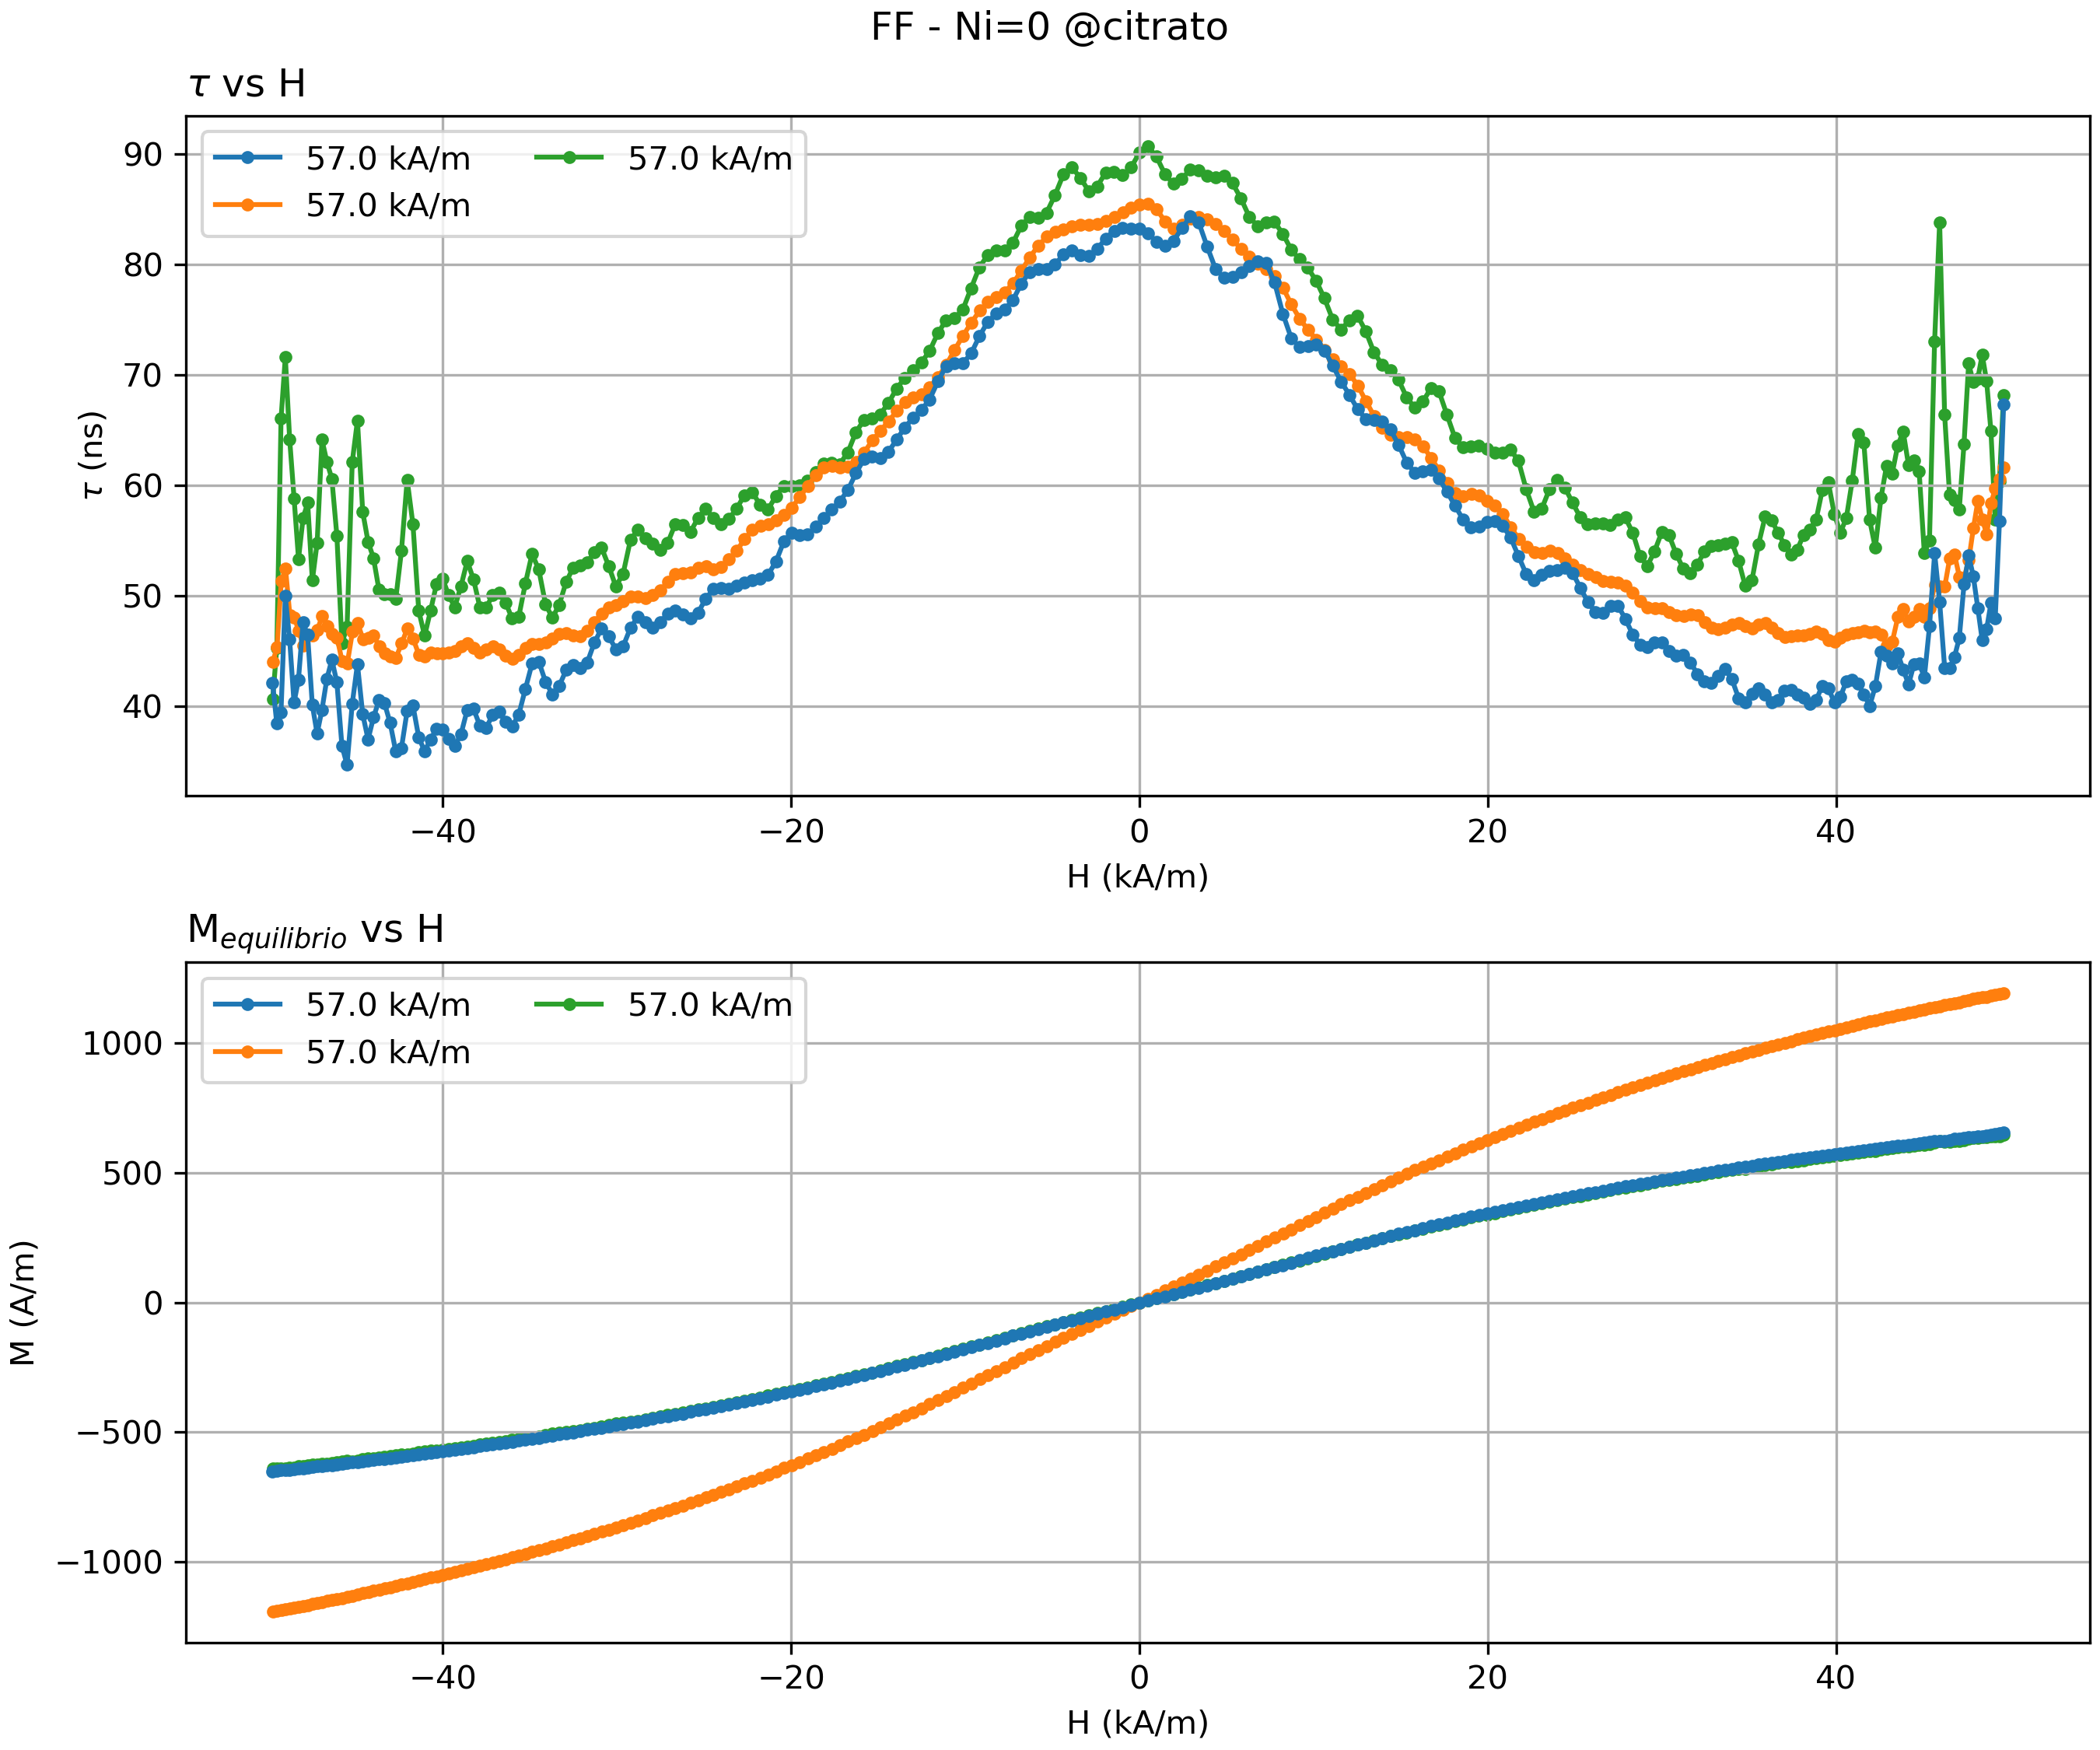 FF - Ni=0 @citrato
τ vs H
90
80
70
60
50
40
τ (ns)
57.0 kA/m
57.0 kA/m
57.0 kA/m
−40
−20
0
20
40
H (kA/m)
Mequilibrio vs H
1000
500
0
−500
−1000
M (A/m)
57.0 kA/m
57.0 kA/m
57.0 kA/m
−40
−20
0
20
40
H (kA/m)